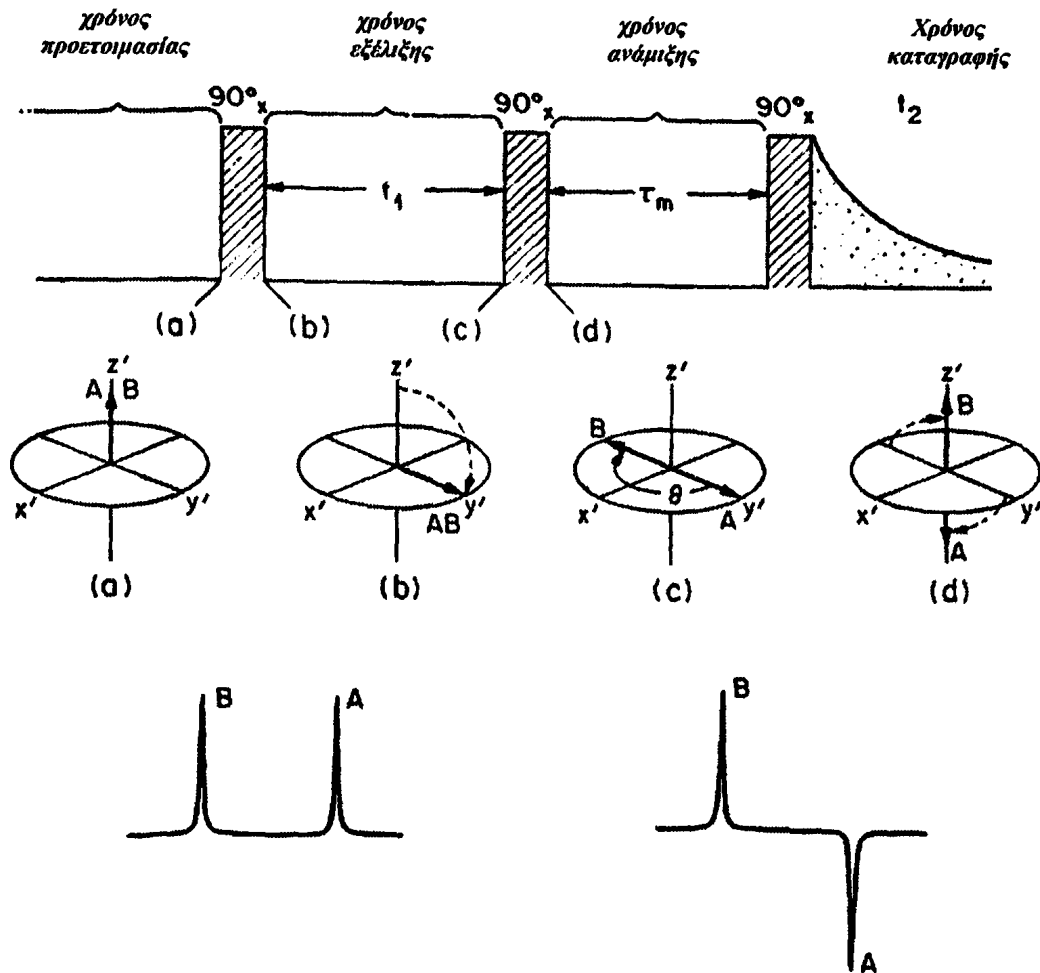 χρόνος
προετοιμασίας
χρόνος
εξέλιξης
χρόνος
ανάμιξης
Χρόνος
καταγραφής
90°x
90°x
90°x
t2
t1
τm
(a)
(b)
(c)
(d)
z'
A B
x'
y'
(a)
z'
x'
y'
AB
(b)
z'
B
θ
x'
A
y'
(c)
z'
B
x'
y'
A
(d)
B
A
B
A